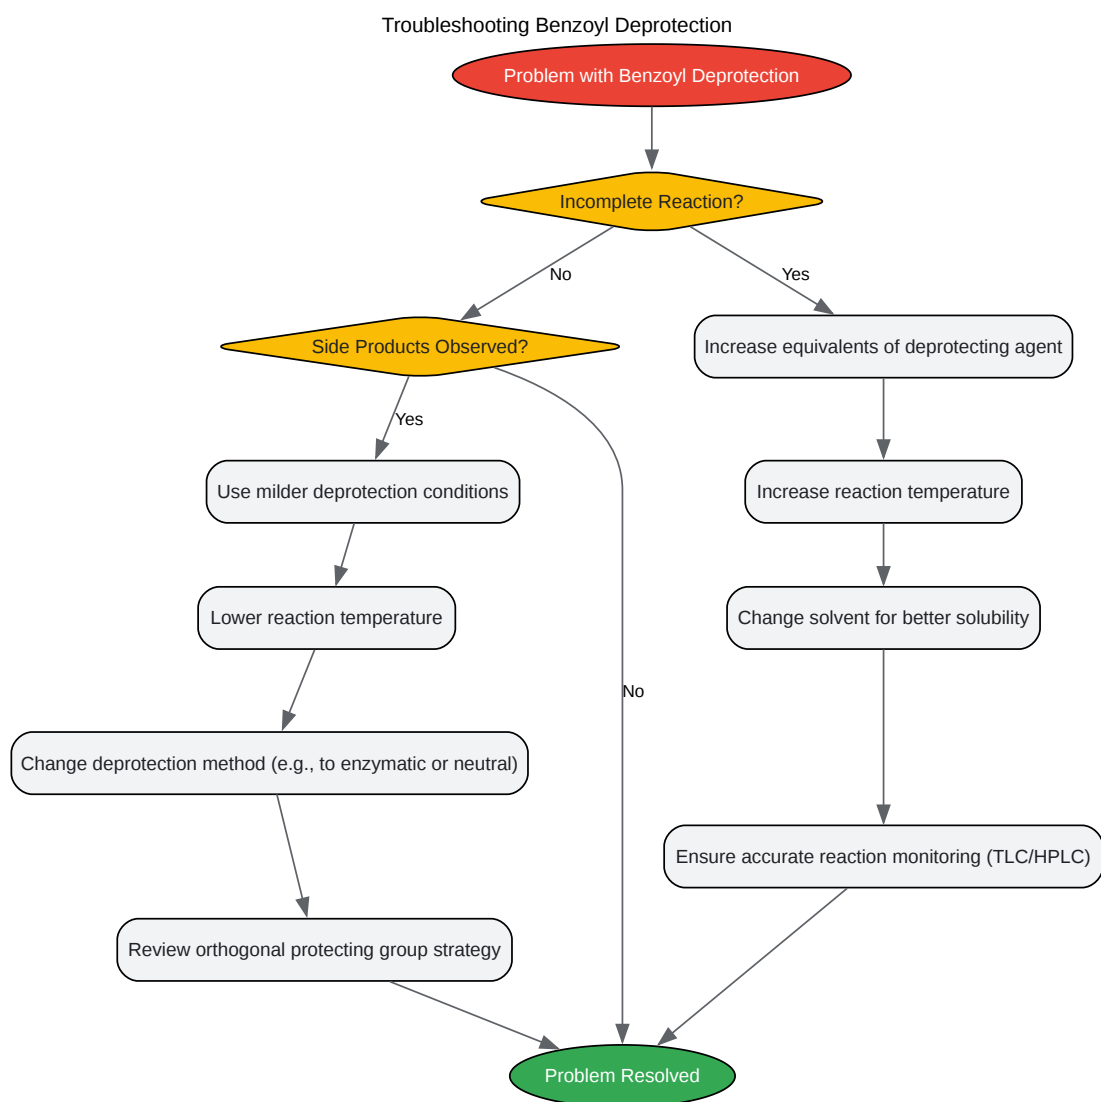 Troubleshooting Benzoyl Deprotection
Problem with Benzoyl Deprotection
Incomplete Reaction?
No
Yes
Side Products Observed?
Increase equivalents of deprotecting agent
Yes
Use milder deprotection conditions
Increase reaction temperature
Lower reaction temperature
Change solvent for better solubility
No
Change deprotection method (e.g., to enzymatic or neutral)
Ensure accurate reaction monitoring (TLC/HPLC)
Review orthogonal protecting group strategy
Problem Resolved